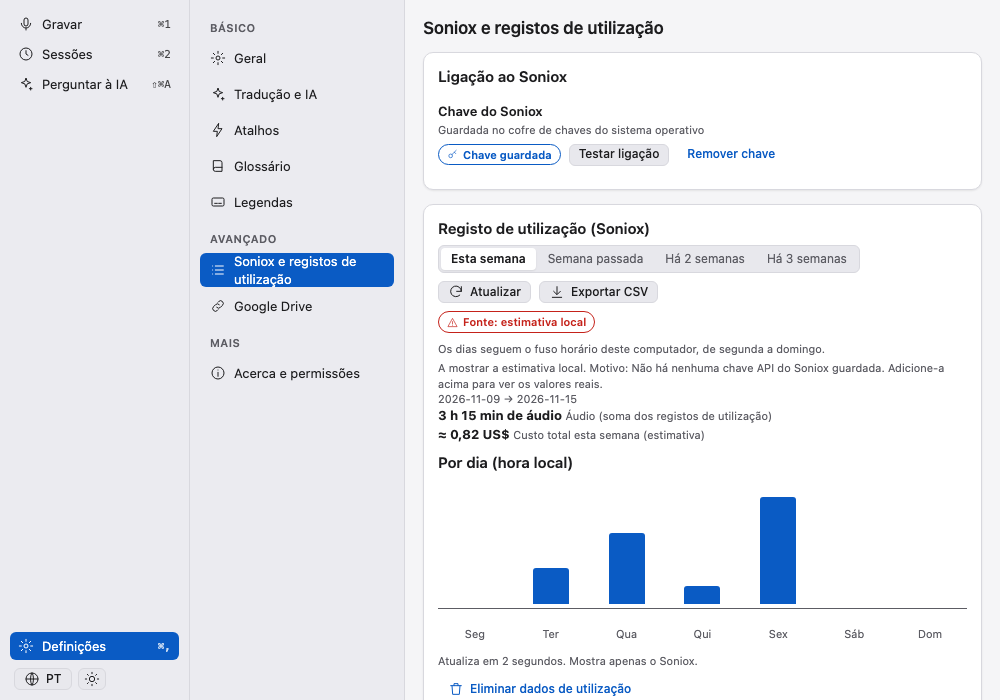 Gravar ⌘1
Sessões ⌘2
Perguntar à IA ⇧⌘A
Definições ⌘,
PT
BÁSICO
Geral
Tradução e IA
Atalhos
Glossário
Legendas
AVANÇADO
Soniox e registos de
utilização
Google Drive
MAIS
Acerca e permissões
Soniox e registos de utilização
Ligação ao Soniox
Chave do Soniox
Guardada no cofre de chaves do sistema operativo
Chave guardada Testar ligação Remover chave
Registo de utilização (Soniox)
Esta semana Semana passada Há 2 semanas Há 3 semanas
Atualizar Exportar CSV
Fonte: estimativa local
Os dias seguem o fuso horário deste computador, de segunda a domingo.
A mostrar a estimativa local. Motivo: Não há nenhuma chave API do Soniox guardada. Adicione-a
acima para ver os valores reais.
2026-11-09 → 2026-11-15
3 h 15 min de áudio Áudio (soma dos registos de utilização)
≈ 0,82 US$ Custo total esta semana (estimativa)
Por dia (hora local)
Seg Ter Qua Qui Sex Sáb Dom
Atualiza em 2 segundos. Mostra apenas o Soniox.
Eliminar dados de utilização